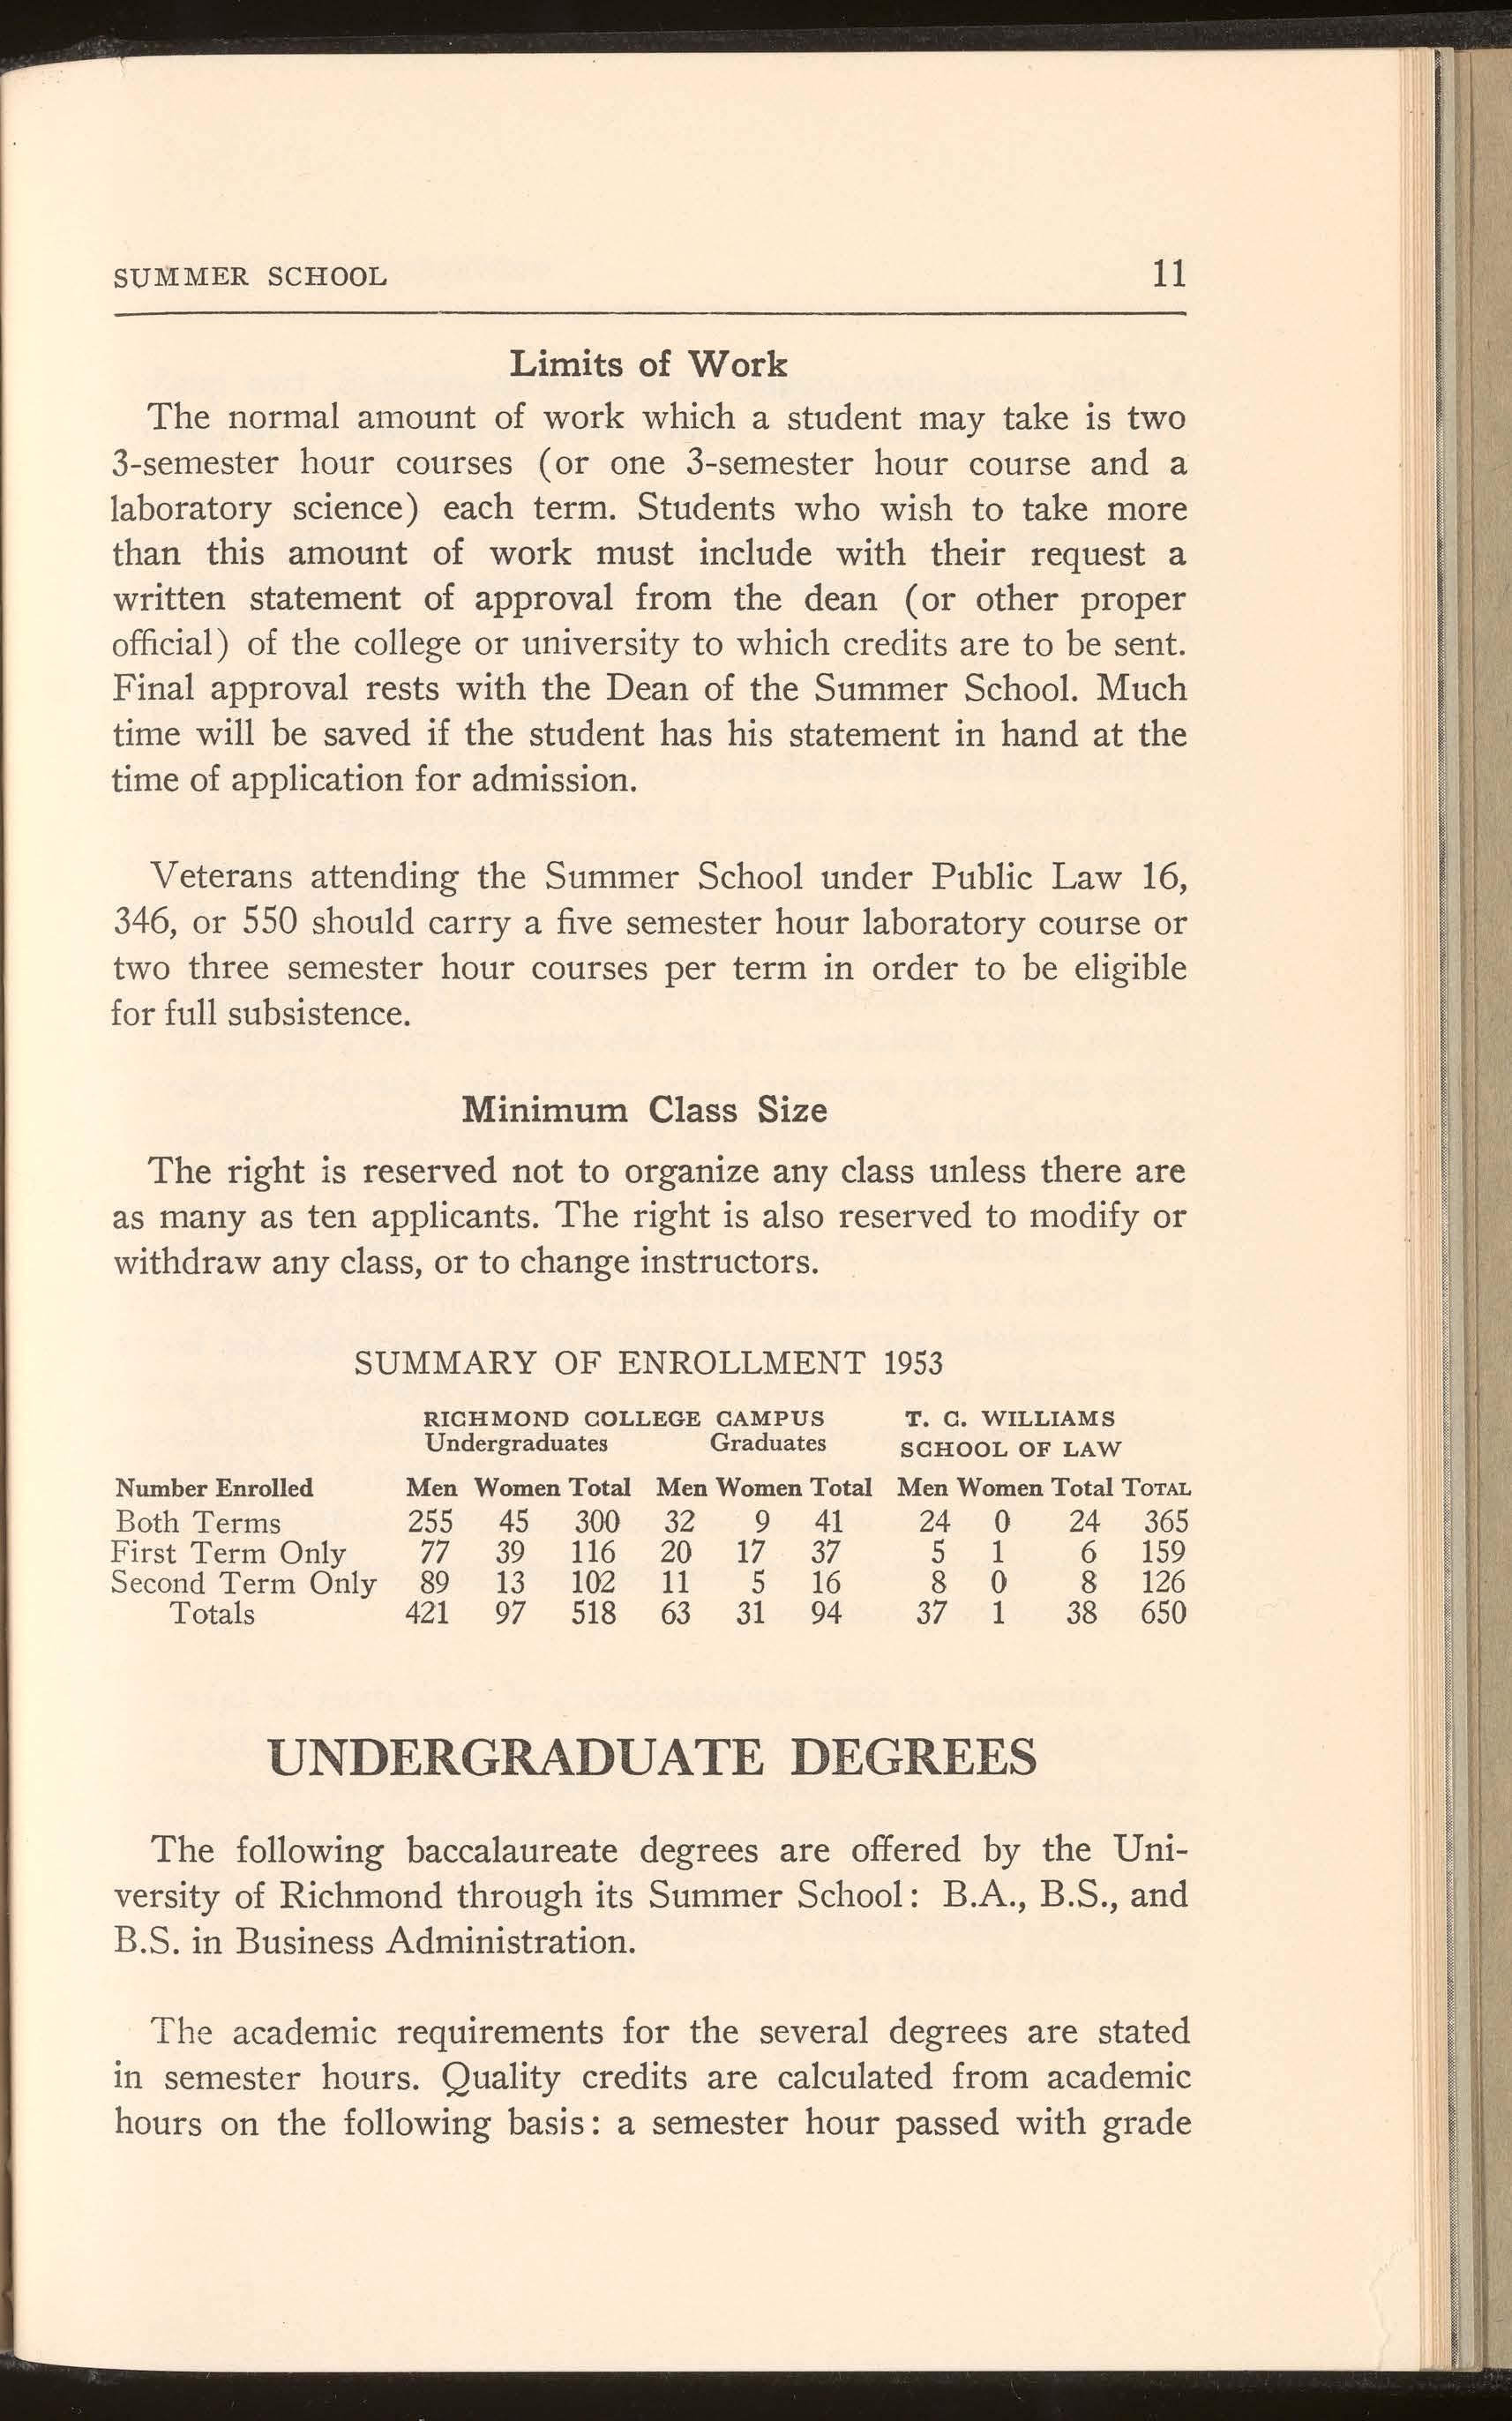 SUMMER SCHOOL 11
Limits of Work
The normal amount of work which a student may take is two
3-semester hour courses (or one 3-semester hour course and a
laboratory science) each term. Students who wish to take more
than this amount of work must include with their request a
written statement of approval from the dean (or other proper
official) of the college or university to which credits are to be sent.
Final approval rests with the Dean of the Summer School. Much
time will be saved if the student has his statement in hand at the
time of application for admission.
Veterans attending the Summer School under Public Law 16,
346, or 550 should carry a five semester hour laboratory course or
two three semester hour courses per term in order to be eligible
for full subsistence.
Minimum Class Size
The right is reserved not to organize any class unless there are
as many as ten applicants. The right is also reserved to modify or
withdraw any class, or to change instructors.
SUMMARY OF ENROLLMENT 1953
RICHMOND COLLEGE CAMPUS T. C. WILLIAMS
Undergraduates Graduates SCHOOL OF LAW
Number Enrolled Men Women Total Men Women Total Men Women Total TOTAL
Both Terms 255 45 300 32 9 41 24 0 24 365
First Term Only 77 39 116 20 17 37 5 1 6 159
Second Term Only 89 13 102 11 5 16 8 0 8 126
Totals 421 97 518 63 31 94 37 1 38 650
UNDERGRADUATE DEGREES
The following baccalaureate degrees are offered by the Uni-
versity of Richmond through its Summer School: B.A., B.S., and
B.S. in Business Administration.
The academic requirements for the several degrees are stated
in semester hours. Quality credits are calculated from academic
hours on the following basis: a semester hour passed with grade